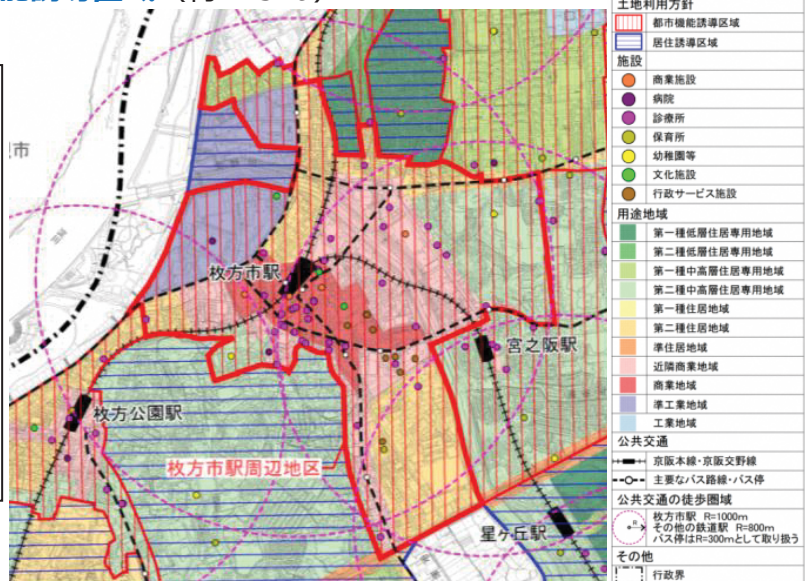 枚方市駅
宮之阪駅
枚方公園駅
枚方市駅周辺地区
星ケ丘駅
土地利用方針
都市機能誘導区域
居住誘導区域
施設
商業施設
病院
診療所
保育所
幼稚園等
文化施設
行政サービス施設
用途地域
第一種低層住居専用地域
第二種低層住居専用地域
第一種中高層住居専用地域
第二種中高層住居専用地域
第一種住居地域
第二種住居地域
準住居地域
近隣商業地域
商業地域
準工業地域
工業地域
公共交通
京阪本線・京阪交野線
主要なバス路線・バス停
公共交通の徒歩圏域
R
枚方市駅 R=1000m
その他の鉄道駅 R=800m
バス停はR=300mとして取り扱う
その他
行政界